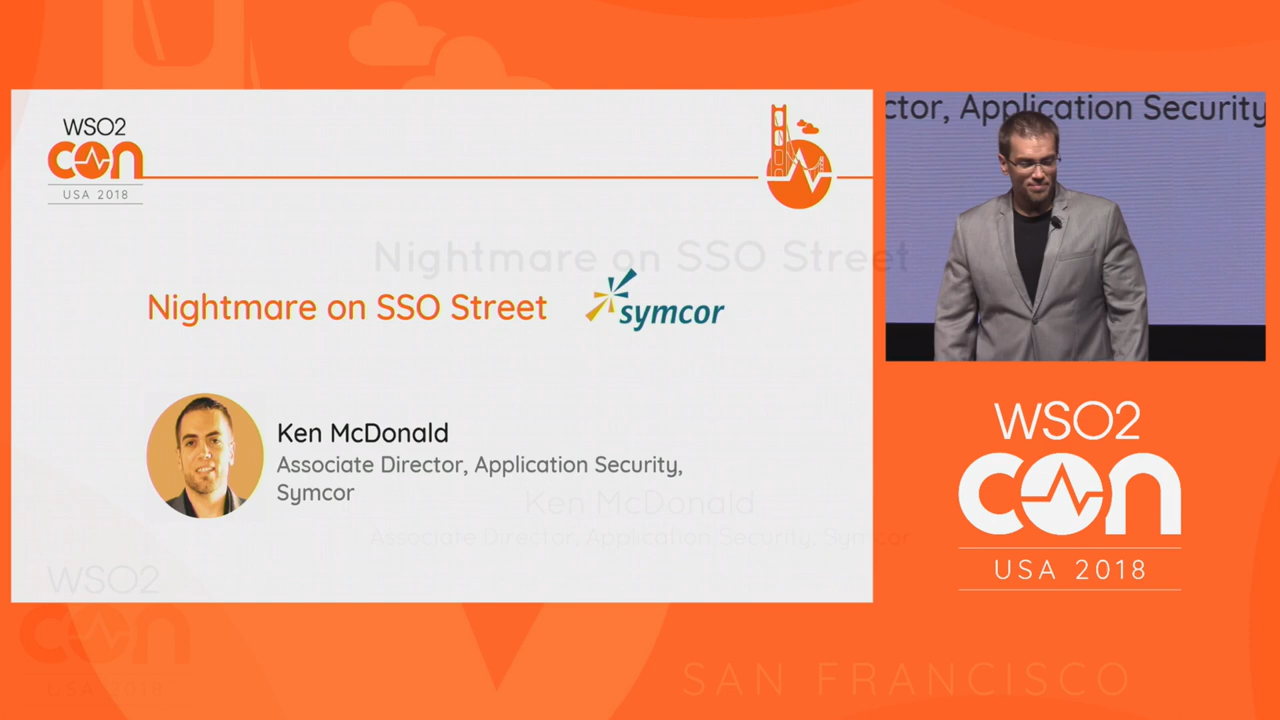 WSO2
con
USA 2018
Nightmare on SSO Street
Nightmare on SSO Street
symcor
Ken McDonald
Associate Director, Application Security,
Symcor
Ken McDonald
Associate Director, Application Security, Symcor
WSO2
con
USA 2018
ctor, Application Security
WSO2
con
USA 2018
SAN FRANCISCO